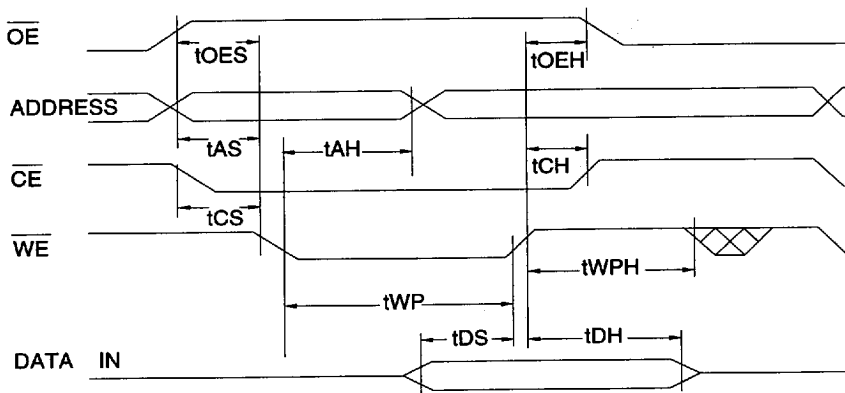 OE
tOES
tOEH
ADDRESS
tAS
tAH
tCH
CE
tCS
WE
tWPH
tWP
tDS
tDH
DATA IN